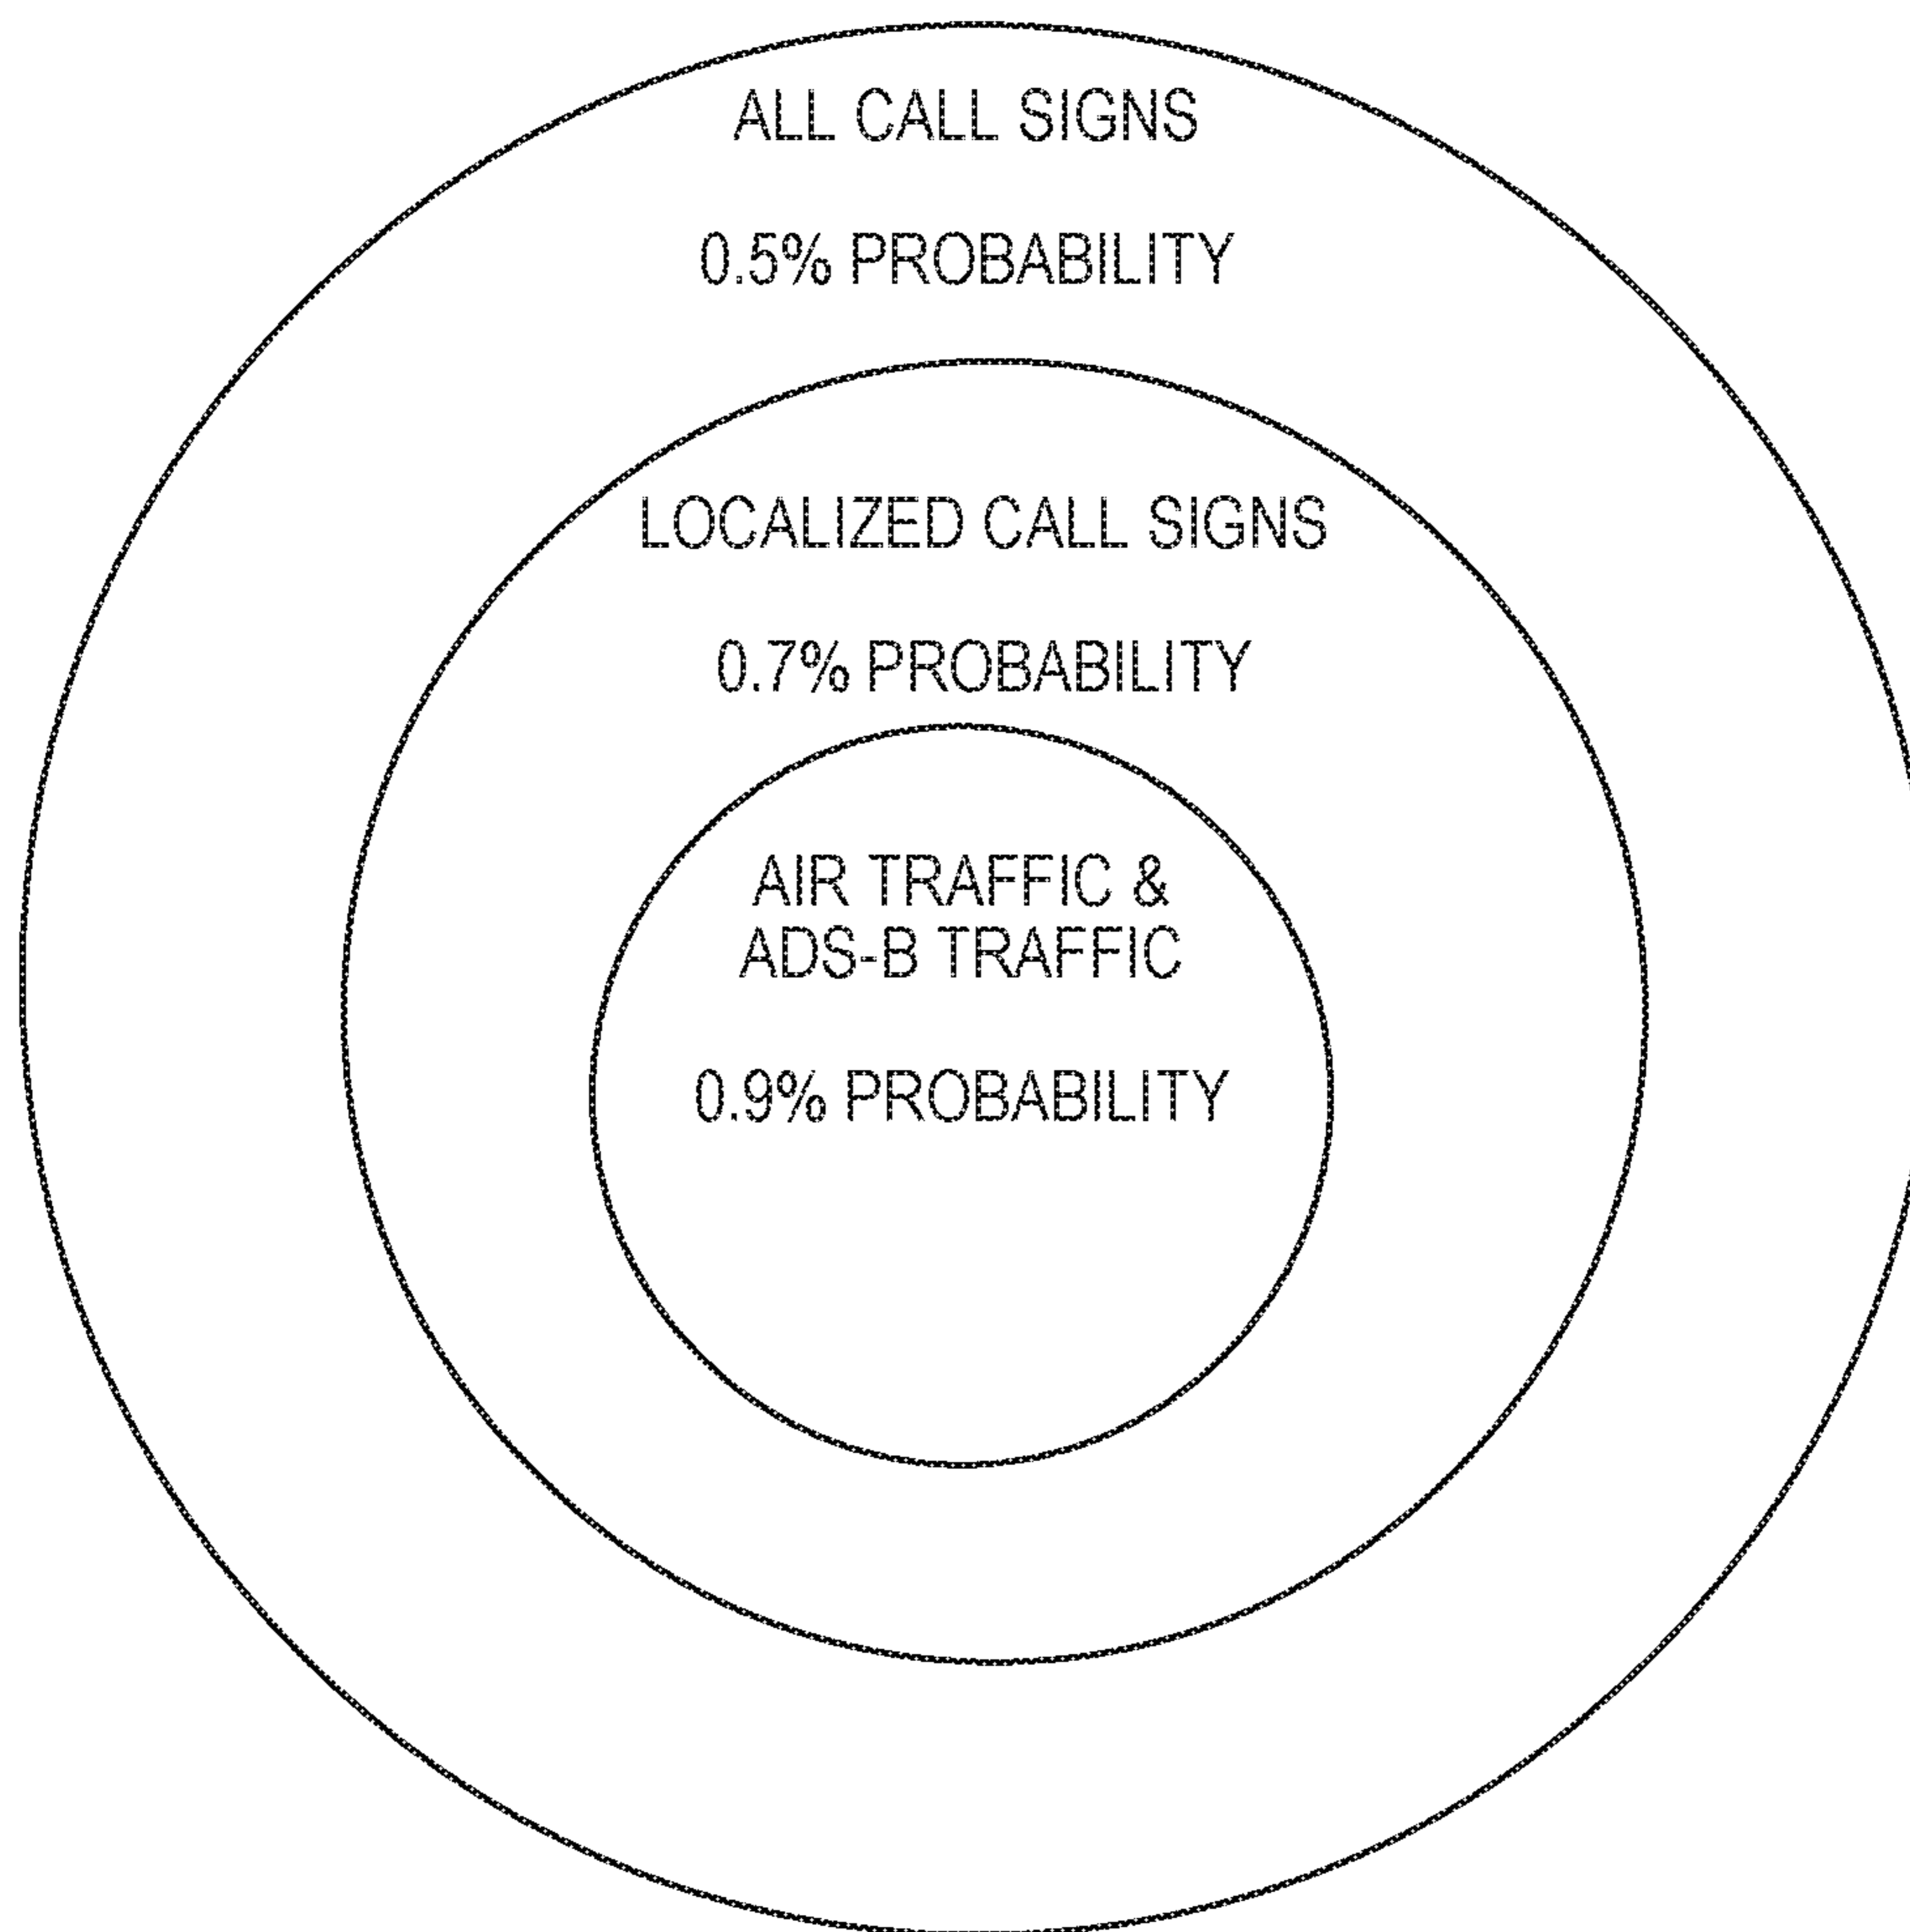 ALL CALL SIGNS
0.5% PROBABILITY
LOCALIZED CALL SIGNS
0.7% PROBABILITY
AIR TRAFFIC &
ADS-B TRAFFIC
0.9% PROBABILITY